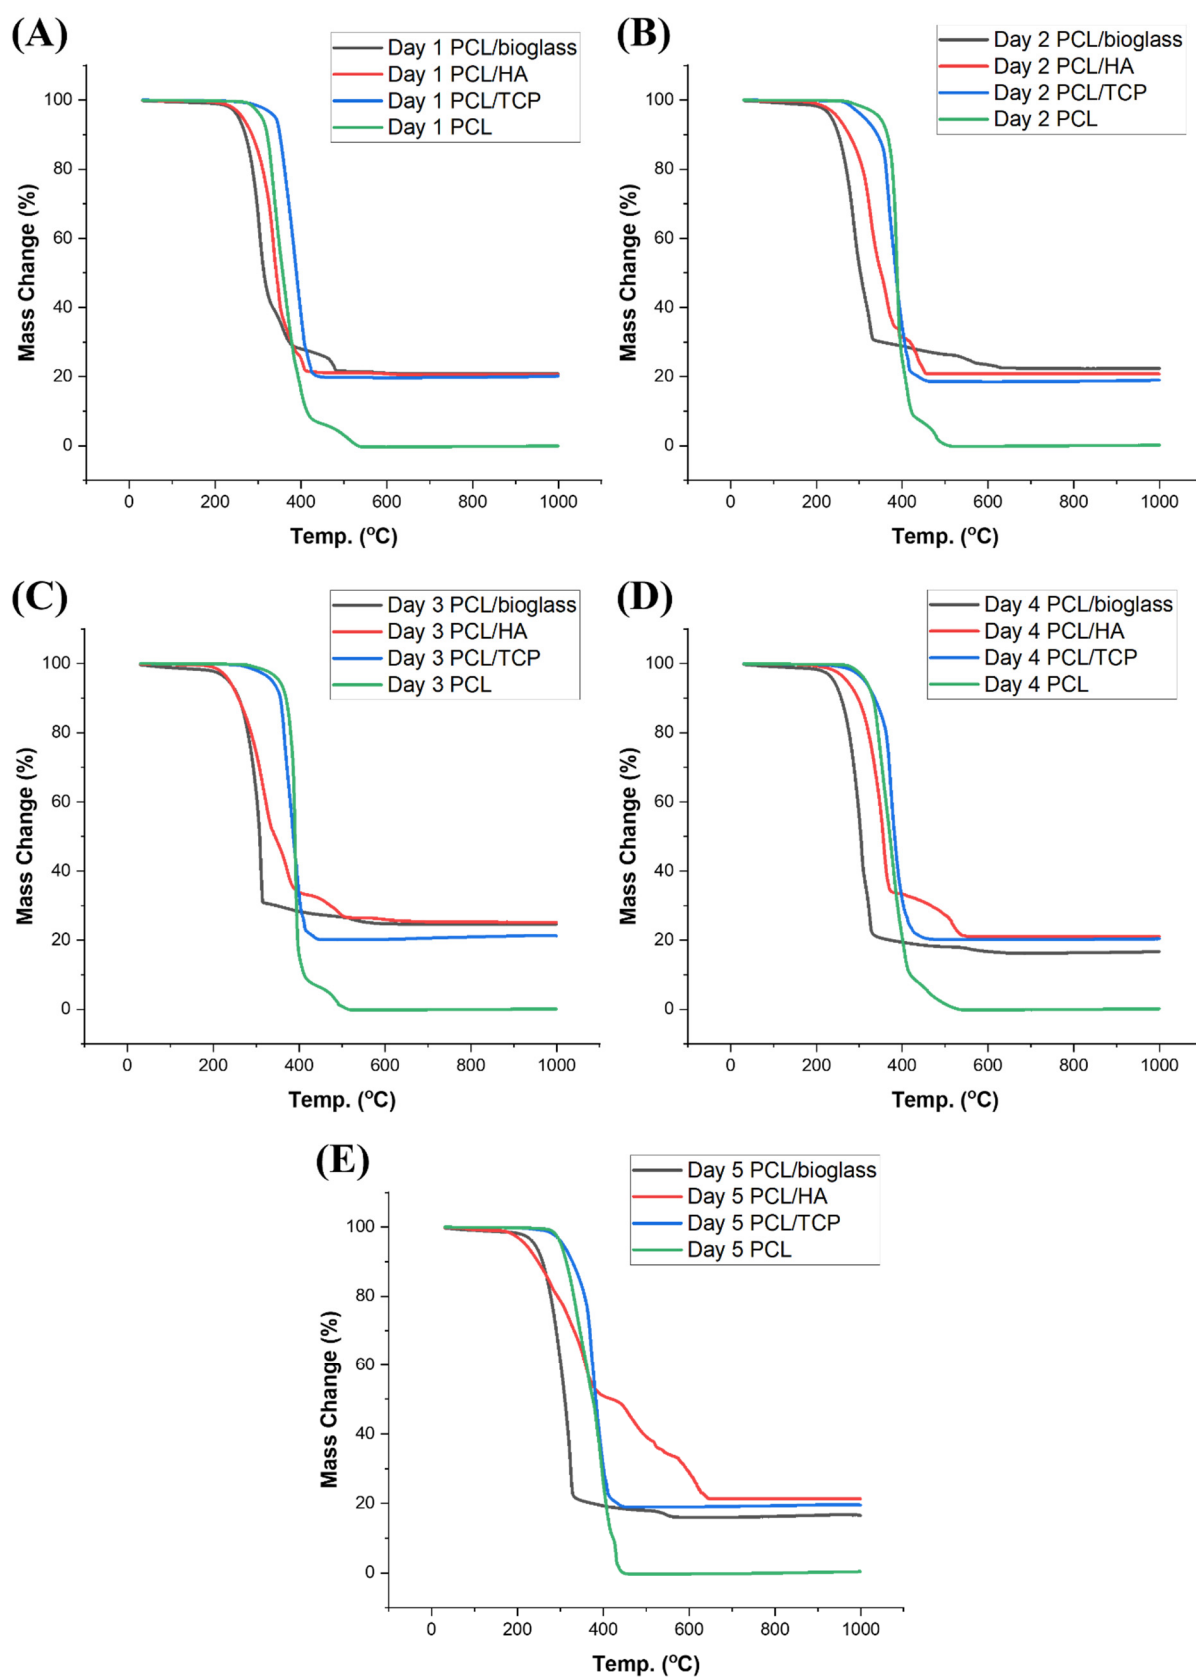 (A)
Day 1 PCL/bioglass
Day 1 PCL/HA
Day 1 PCL/TCP
Day 1 PCL
100
80
60
40
20
0
Mass Change (%)
0 200 400 600 800 1000
Temp. (°C)
(B)
Day 2 PCL/bioglass
Day 2 PCL/HA
Day 2 PCL/TCP
Day 2 PCL
100
80
60
40
20
0
Mass Change (%)
0 200 400 600 800 1000
Temp. (°C)
(C)
Day 3 PCL/bioglass
Day 3 PCL/HA
Day 3 PCL/TCP
Day 3 PCL
100
80
60
40
20
0
Mass Change (%)
0 200 400 600 800 1000
Temp. (°C)
(D)
Day 4 PCL/bioglass
Day 4 PCL/HA
Day 4 PCL/TCP
Day 4 PCL
100
80
60
40
20
0
Mass Change (%)
0 200 400 600 800 1000
Temp. (°C)
(E)
Day 5 PCL/bioglass
Day 5 PCL/HA
Day 5 PCL/TCP
Day 5 PCL
100
80
60
40
20
0
Mass Change (%)
0 200 400 600 800 1000
Temp. (°C)